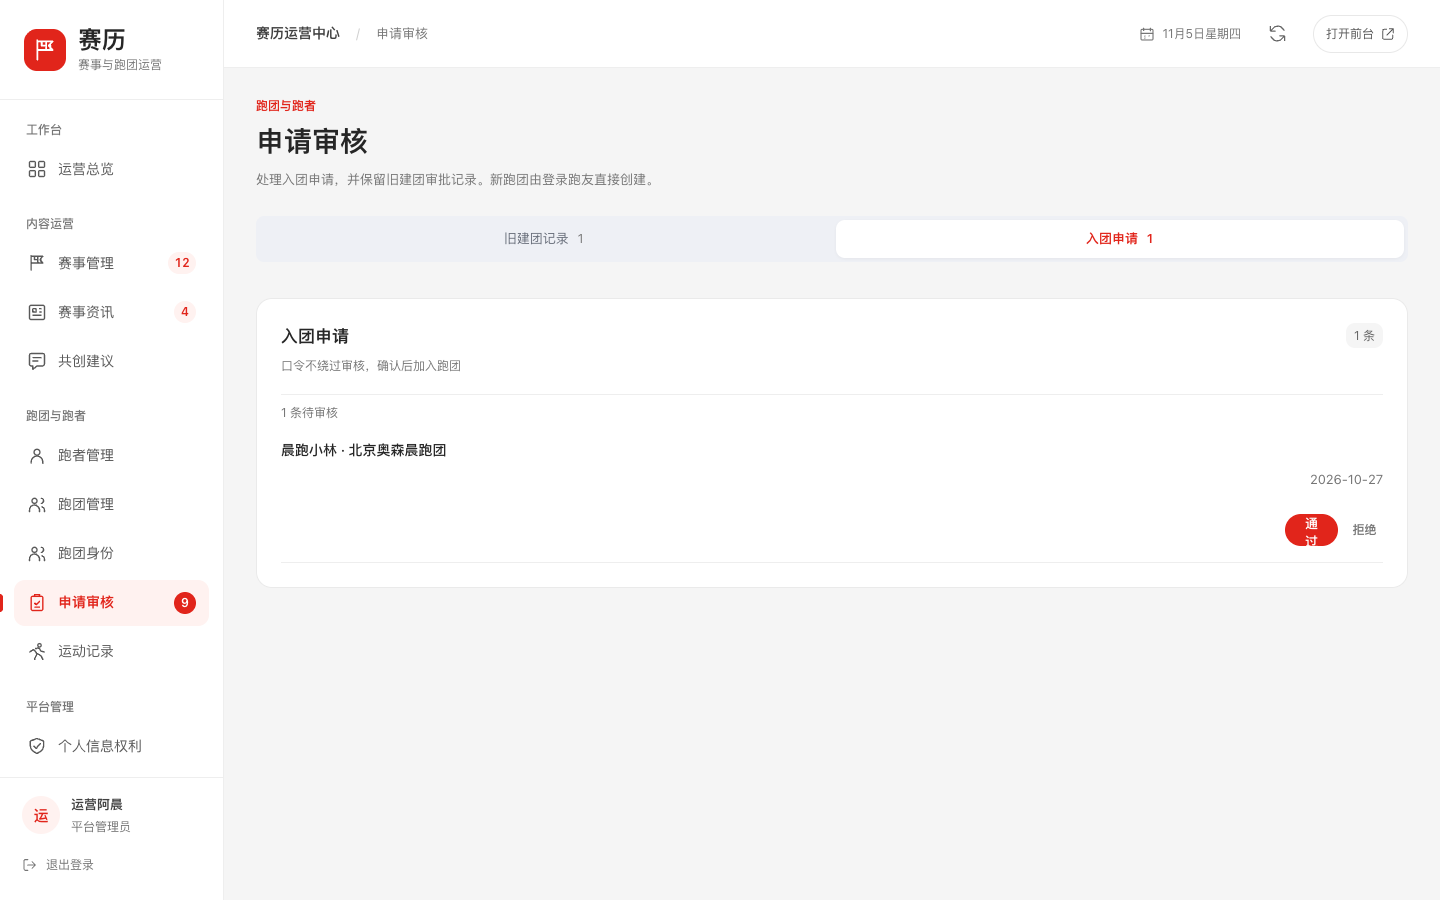 赛历
赛事与跑团运营
工作台
运营总览
内容运营
赛事管理 12
赛事资讯 4
共创建议
跑团与跑者
跑者管理
跑团管理
跑团身份
申请审核 9
运动记录
平台管理
个人信息权利
运
运营阿晨
平台管理员
退出登录
赛历运营中心 / 申请审核
11月5日星期四
打开前台
跑团与跑者
申请审核
处理入团申请，并保留旧建团审批记录。新跑团由登录跑友直接创建。
旧建团记录 1
入团申请 1
入团申请
1 条
口令不绕过审核，确认后加入跑团
1 条待审核
晨跑小林 · 北京奥森晨跑团
2026-10-27
通
过
拒绝